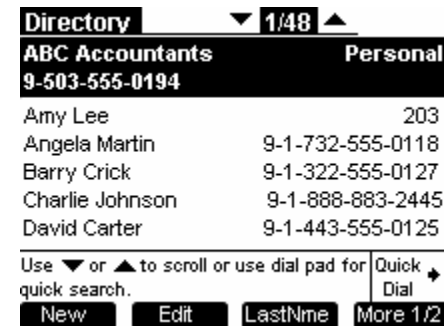 Directory ▼ 1/48 ▲
ABC Accountants Personal
9-503-555-0194
Amy Lee 203
Angela Martin 9-1-732-555-0118
Barry Crick 9-1-322-555-0127
Charlie Johnson 9-1-888-883-2445
David Carter 9-1-443-555-0125
Use ▼ or ▲ to scroll or use dial pad for quick search. Quick Dial
New Edit LastNme More 1/2